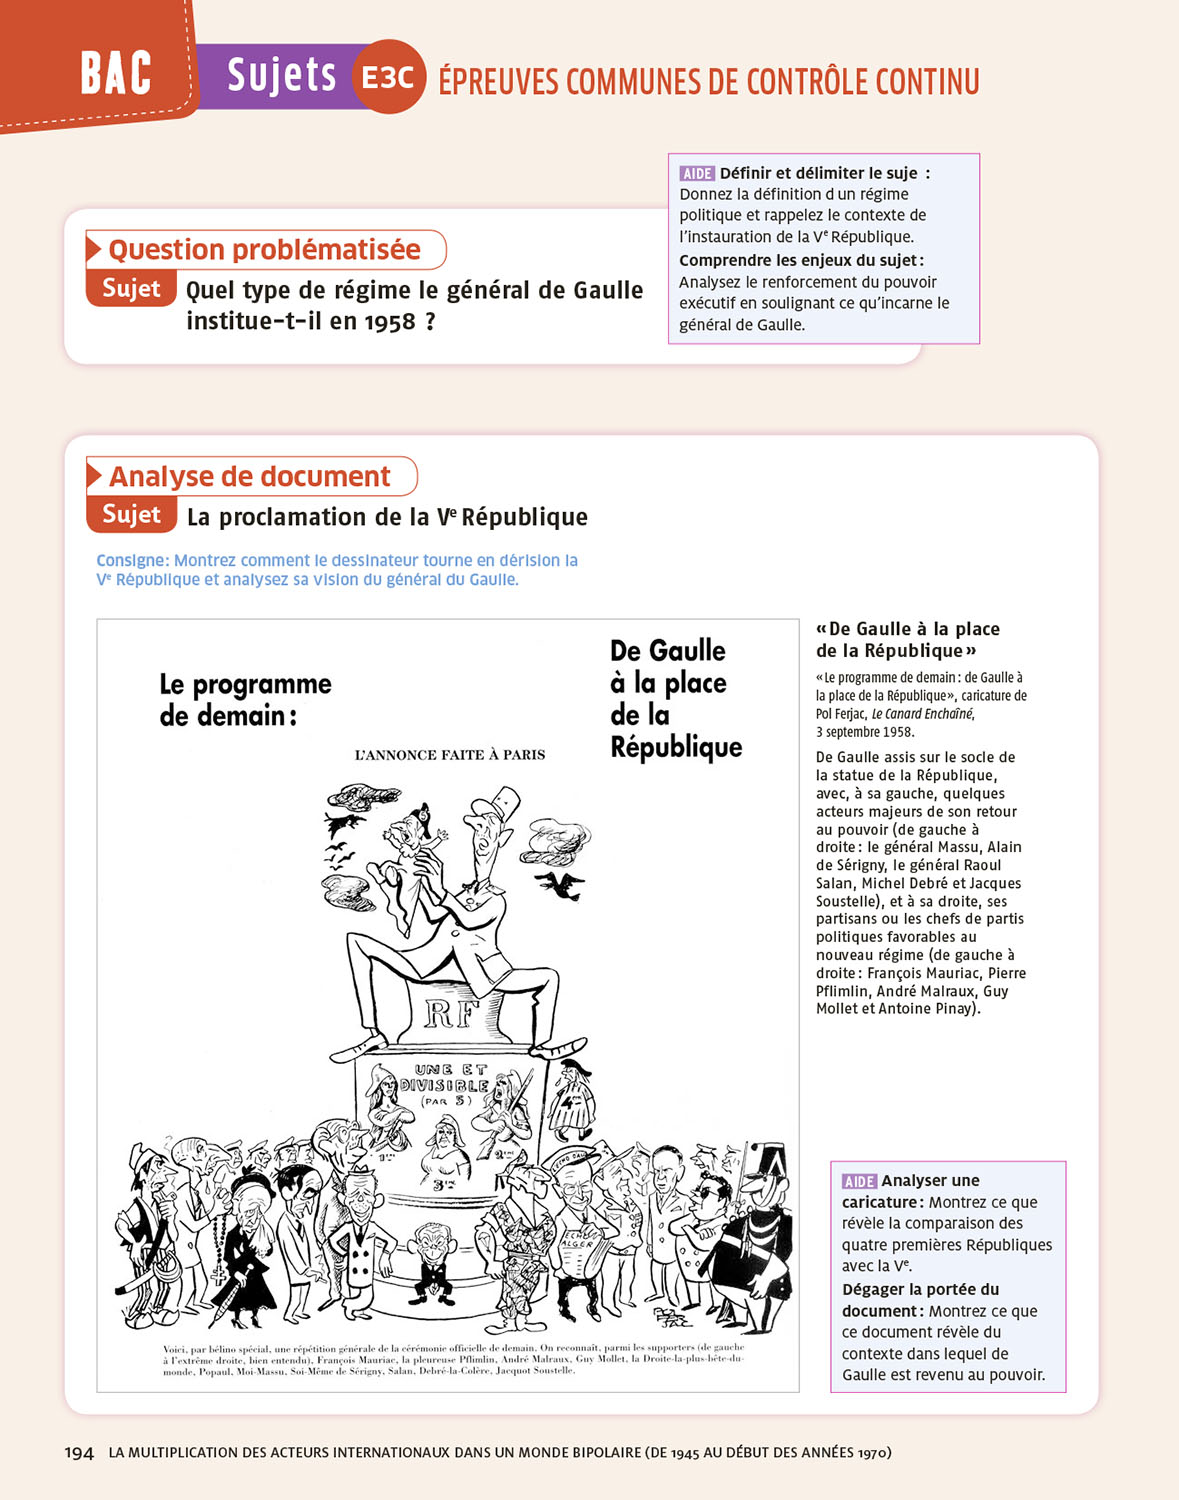 BAC
Sujets E3C ÉPREUVES COMMUNES DE CONTRÔLE CONTINU
AIDE Définir et délimiter le suje :
Donnez la définition d un régime
politique et rappelez le contexte de
l'instauration de la Ve République.
Comprendre les enjeux du sujet :
Analysez le renforcement du pouvoir
exécutif en soulignant ce qu'incarne le
général de Gaulle.
Question problématisée
Sujet Quel type de régime le général de Gaulle
institue-t-il en 1958 ?
Analyse de document
Sujet La proclamation de la Ve République
Consigne : Montrez comment le dessinateur tourne en dérision la
Ve République et analysez sa vision du général du Gaulle.
Le programme
de demain :
De Gaulle
à la place
de la
République
L'ANNONCE FAITE À PARIS
RF
UNE ET
DIVISIBLE
(PAR 5)
4ème
1ère
2ème
3ème
ECHO D'ALGER
POL FERJAC
Voici, par bélino spécial, une répétition générale de la cérémonie officielle de demain. On reconnaît, parmi les supporters (de gauche
à l'extrême droite, bien entendu), François Mauriac, la pleureuse Pflimlin, André Malraux, Guy Mollet, la Droite-la-plus-bête-du-
monde, Popaul, Moi-Massu, Soi-Même de Sérigny, Salan, Debré-la-Colère, Jacquot Soustelle.
« De Gaulle à la place
de la République »
« Le programme de demain : de Gaulle à
la place de la République », caricature de
Pol Ferjac, Le Canard Enchaîné,
3 septembre 1958.
De Gaulle assis sur le socle de
la statue de la République,
avec, à sa gauche, quelques
acteurs majeurs de son retour
au pouvoir (de gauche à
droite : le général Massu, Alain
de Sérigny, le général Raoul
Salan, Michel Debré et Jacques
Soustelle), et à sa droite, ses
partisans ou les chefs de partis
politiques favorables au
nouveau régime (de gauche à
droite : François Mauriac, Pierre
Pflimlin, André Malraux, Guy
Mollet et Antoine Pinay).
AIDE Analyser une
caricature : Montrez ce que
révèle la comparaison des
quatre premières Républiques
avec la Ve.
Dégager la portée du
document : Montrez ce que
ce document révèle du
contexte dans lequel de
Gaulle est revenu au pouvoir.
194 LA MULTIPLICATION DES ACTEURS INTERNATIONAUX DANS UN MONDE BIPOLAIRE (DE 1945 AU DÉBUT DES ANNÉES 1970)